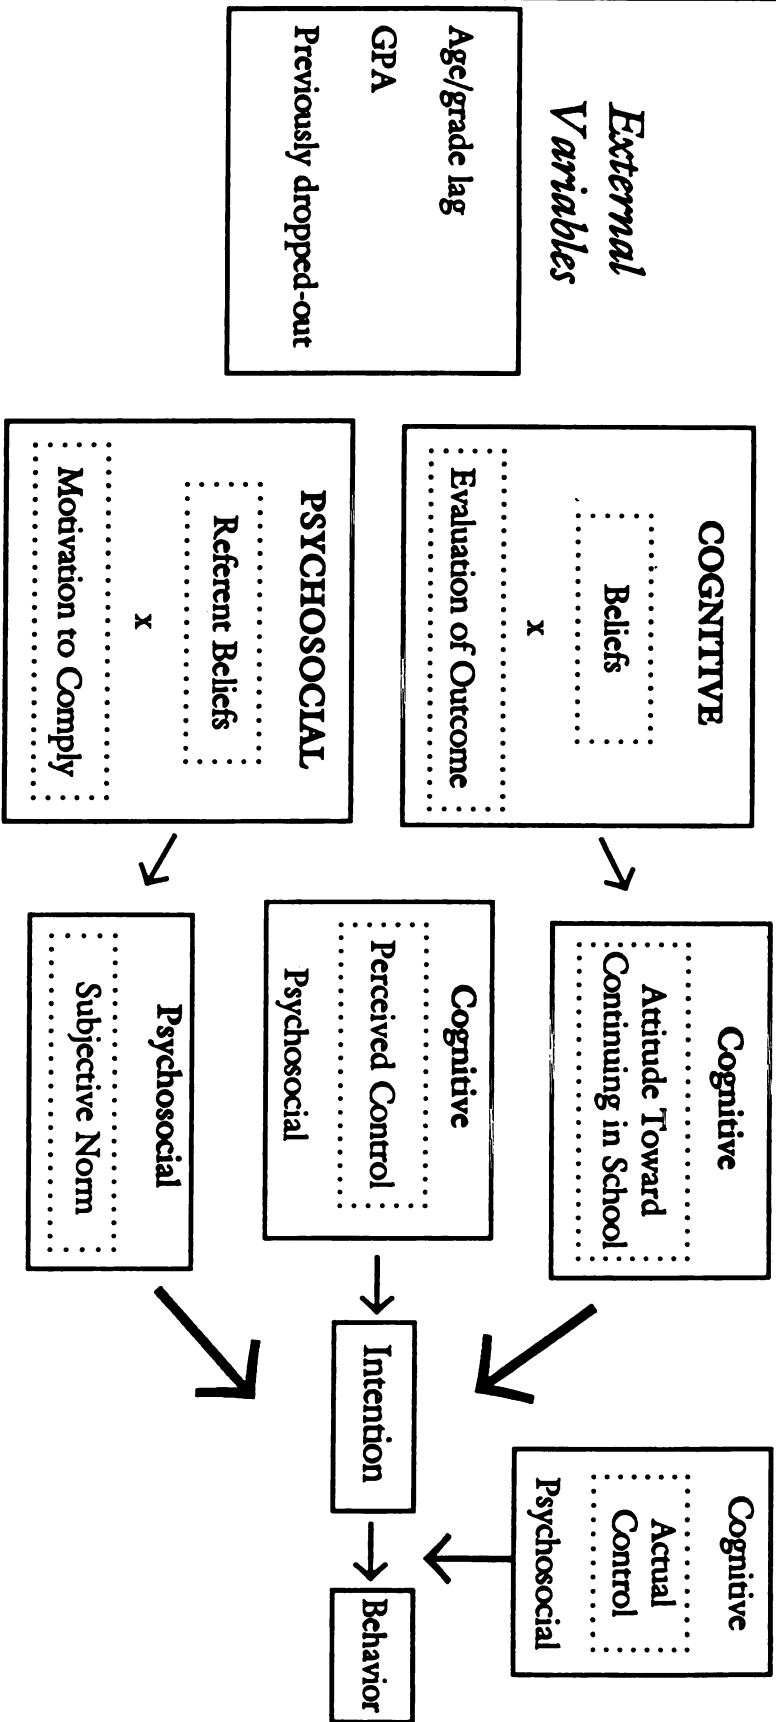 External
Variables
Age/grade lag
GPA
Previously dropped-out
COGNITIVE
Beliefs
x
Evaluation of Outcome
PSYCHOSOCIAL
Referent Beliefs
x
Motivation to Comply
Cognitive
Attitude Toward
Continuing in School
Cognitive
Perceived Control
Psychosocial
Psychosocial
Subjective Norm
Intention
Cognitive
Actual
Control
Psychosocial
Behavior